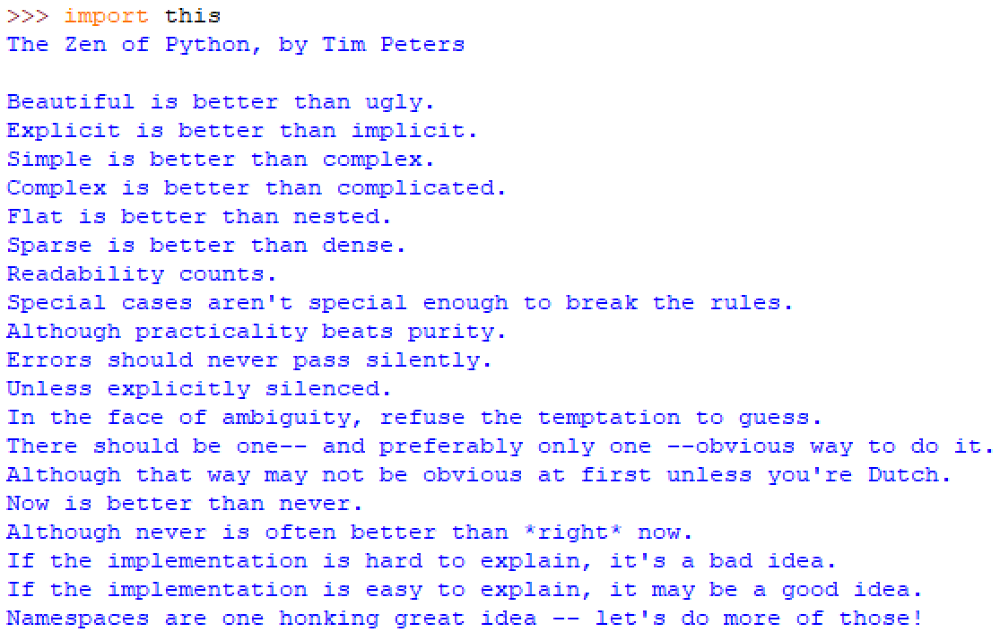 >>> import this
The Zen of Python, by Tim Peters

Beautiful is better than ugly.
Explicit is better than implicit.
Simple is better than complex.
Complex is better than complicated.
Flat is better than nested.
Sparse is better than dense.
Readability counts.
Special cases aren't special enough to break the rules.
Although practicality beats purity.
Errors should never pass silently.
Unless explicitly silenced.
In the face of ambiguity, refuse the temptation to guess.
There should be one-- and preferably only one --obvious way to do it.
Although that way may not be obvious at first unless you're Dutch.
Now is better than never.
Although never is often better than *right* now.
If the implementation is hard to explain, it's a bad idea.
If the implementation is easy to explain, it may be a good idea.
Namespaces are one honking great idea -- let's do more of those!